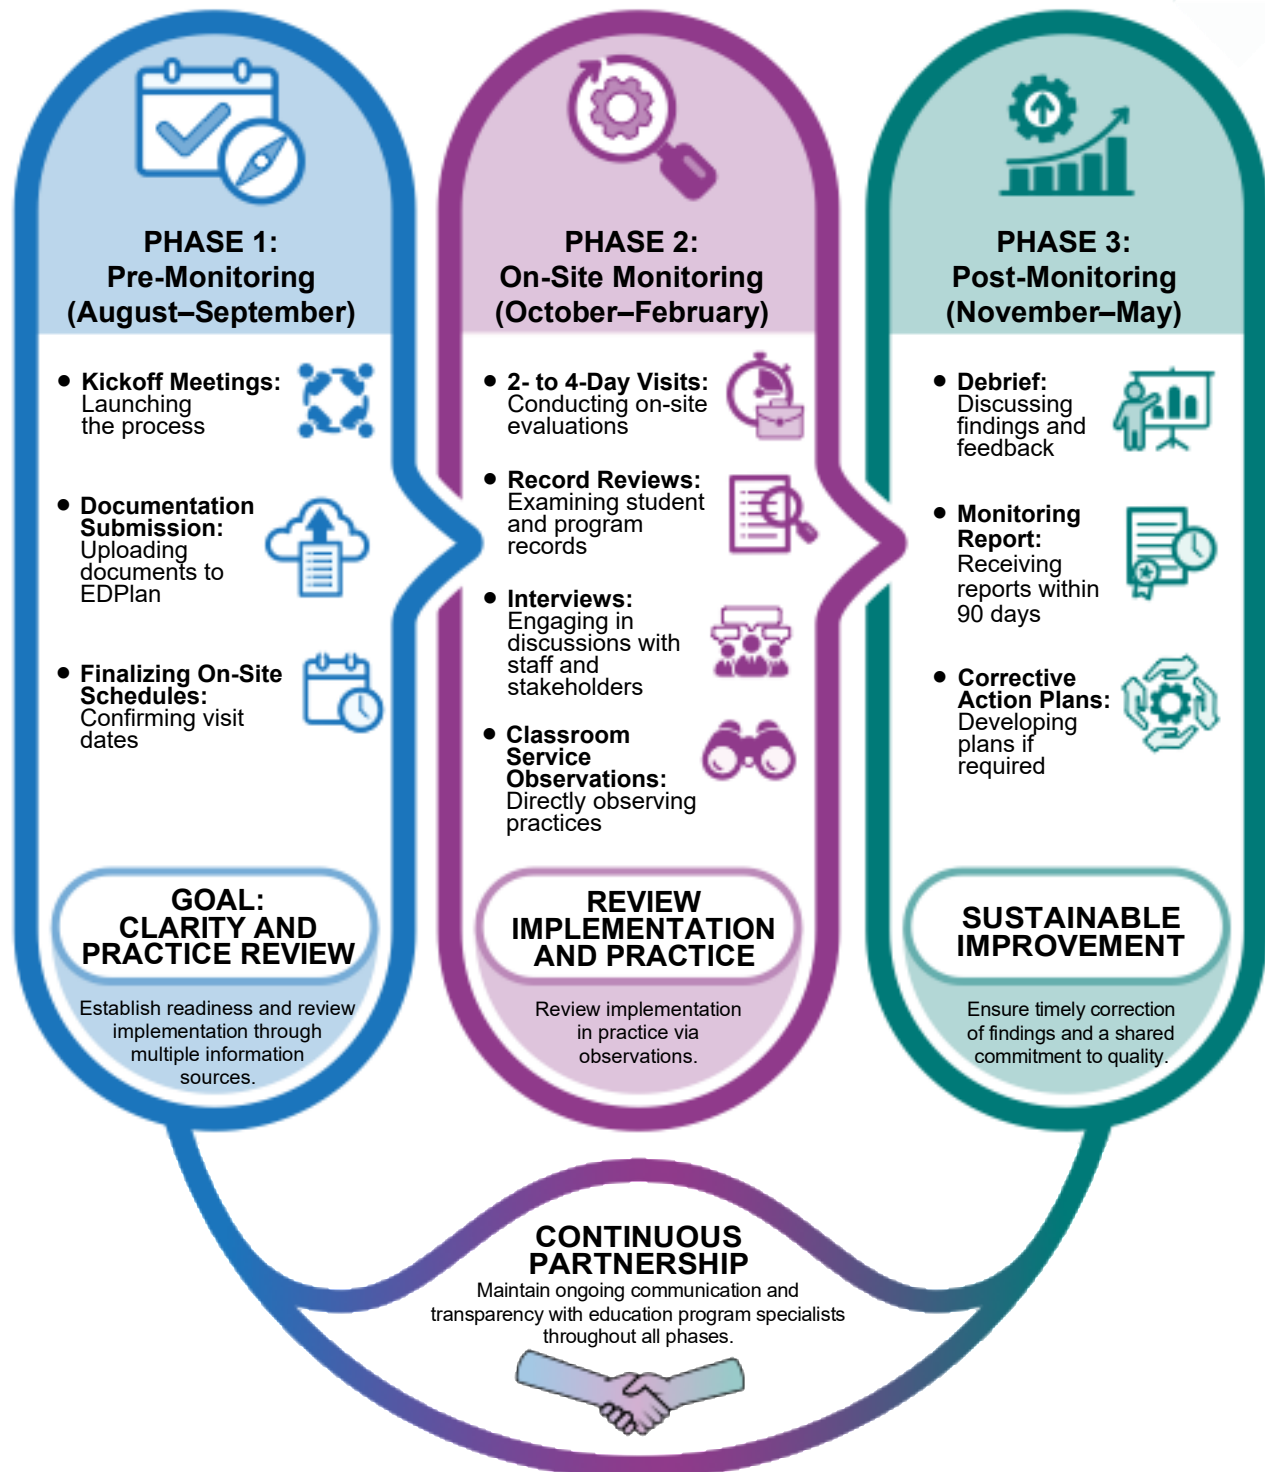 PHASE 1:
Pre-Monitoring
(August–September)
• Kickoff Meetings:
Launching
the process
• Documentation
Submission:
Uploading
documents to
EDPlan
• Finalizing On-Site
Schedules:
Confirming visit
dates
GOAL:
CLARITY AND
PRACTICE REVIEW
Establish readiness and review
implementation through
multiple information
sources.
PHASE 2:
On-Site Monitoring
(October–February)
• 2- to 4-Day Visits:
Conducting on-site
evaluations
• Record Reviews:
Examining student
and program
records
• Interviews:
Engaging in
discussions with
staff and
stakeholders
• Classroom
Service
Observations:
Directly observing
practices
REVIEW
IMPLEMENTATION
AND PRACTICE
Review implementation
in practice via
observations.
PHASE 3:
Post-Monitoring
(November–May)
• Debrief:
Discussing
findings and
feedback
• Monitoring
Report:
Receiving
reports within
90 days
• Corrective
Action Plans:
Developing
plans if
required
SUSTAINABLE
IMPROVEMENT
Ensure timely correction
of findings and a shared
commitment to quality.
CONTINUOUS
PARTNERSHIP
Maintain ongoing communication and
transparency with education program specialists
throughout all phases.